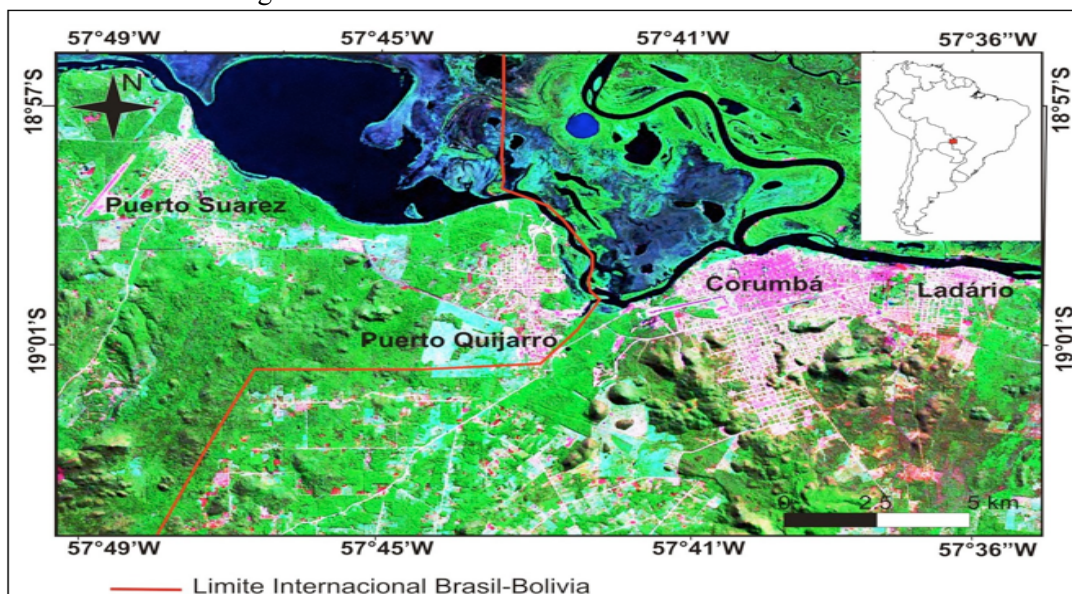 57°49'W 57°45'W 57°41'W 57°36''W
18°57'S
N
18°57'S
Puerto Suarez
Corumbá
Ladário
19°01'S
Puerto Quijarro
19°01'S
0 2.5 5 km
57°49'W 57°45'W 57°41'W 57°36''W
Limite Internacional Brasil-Bolivia